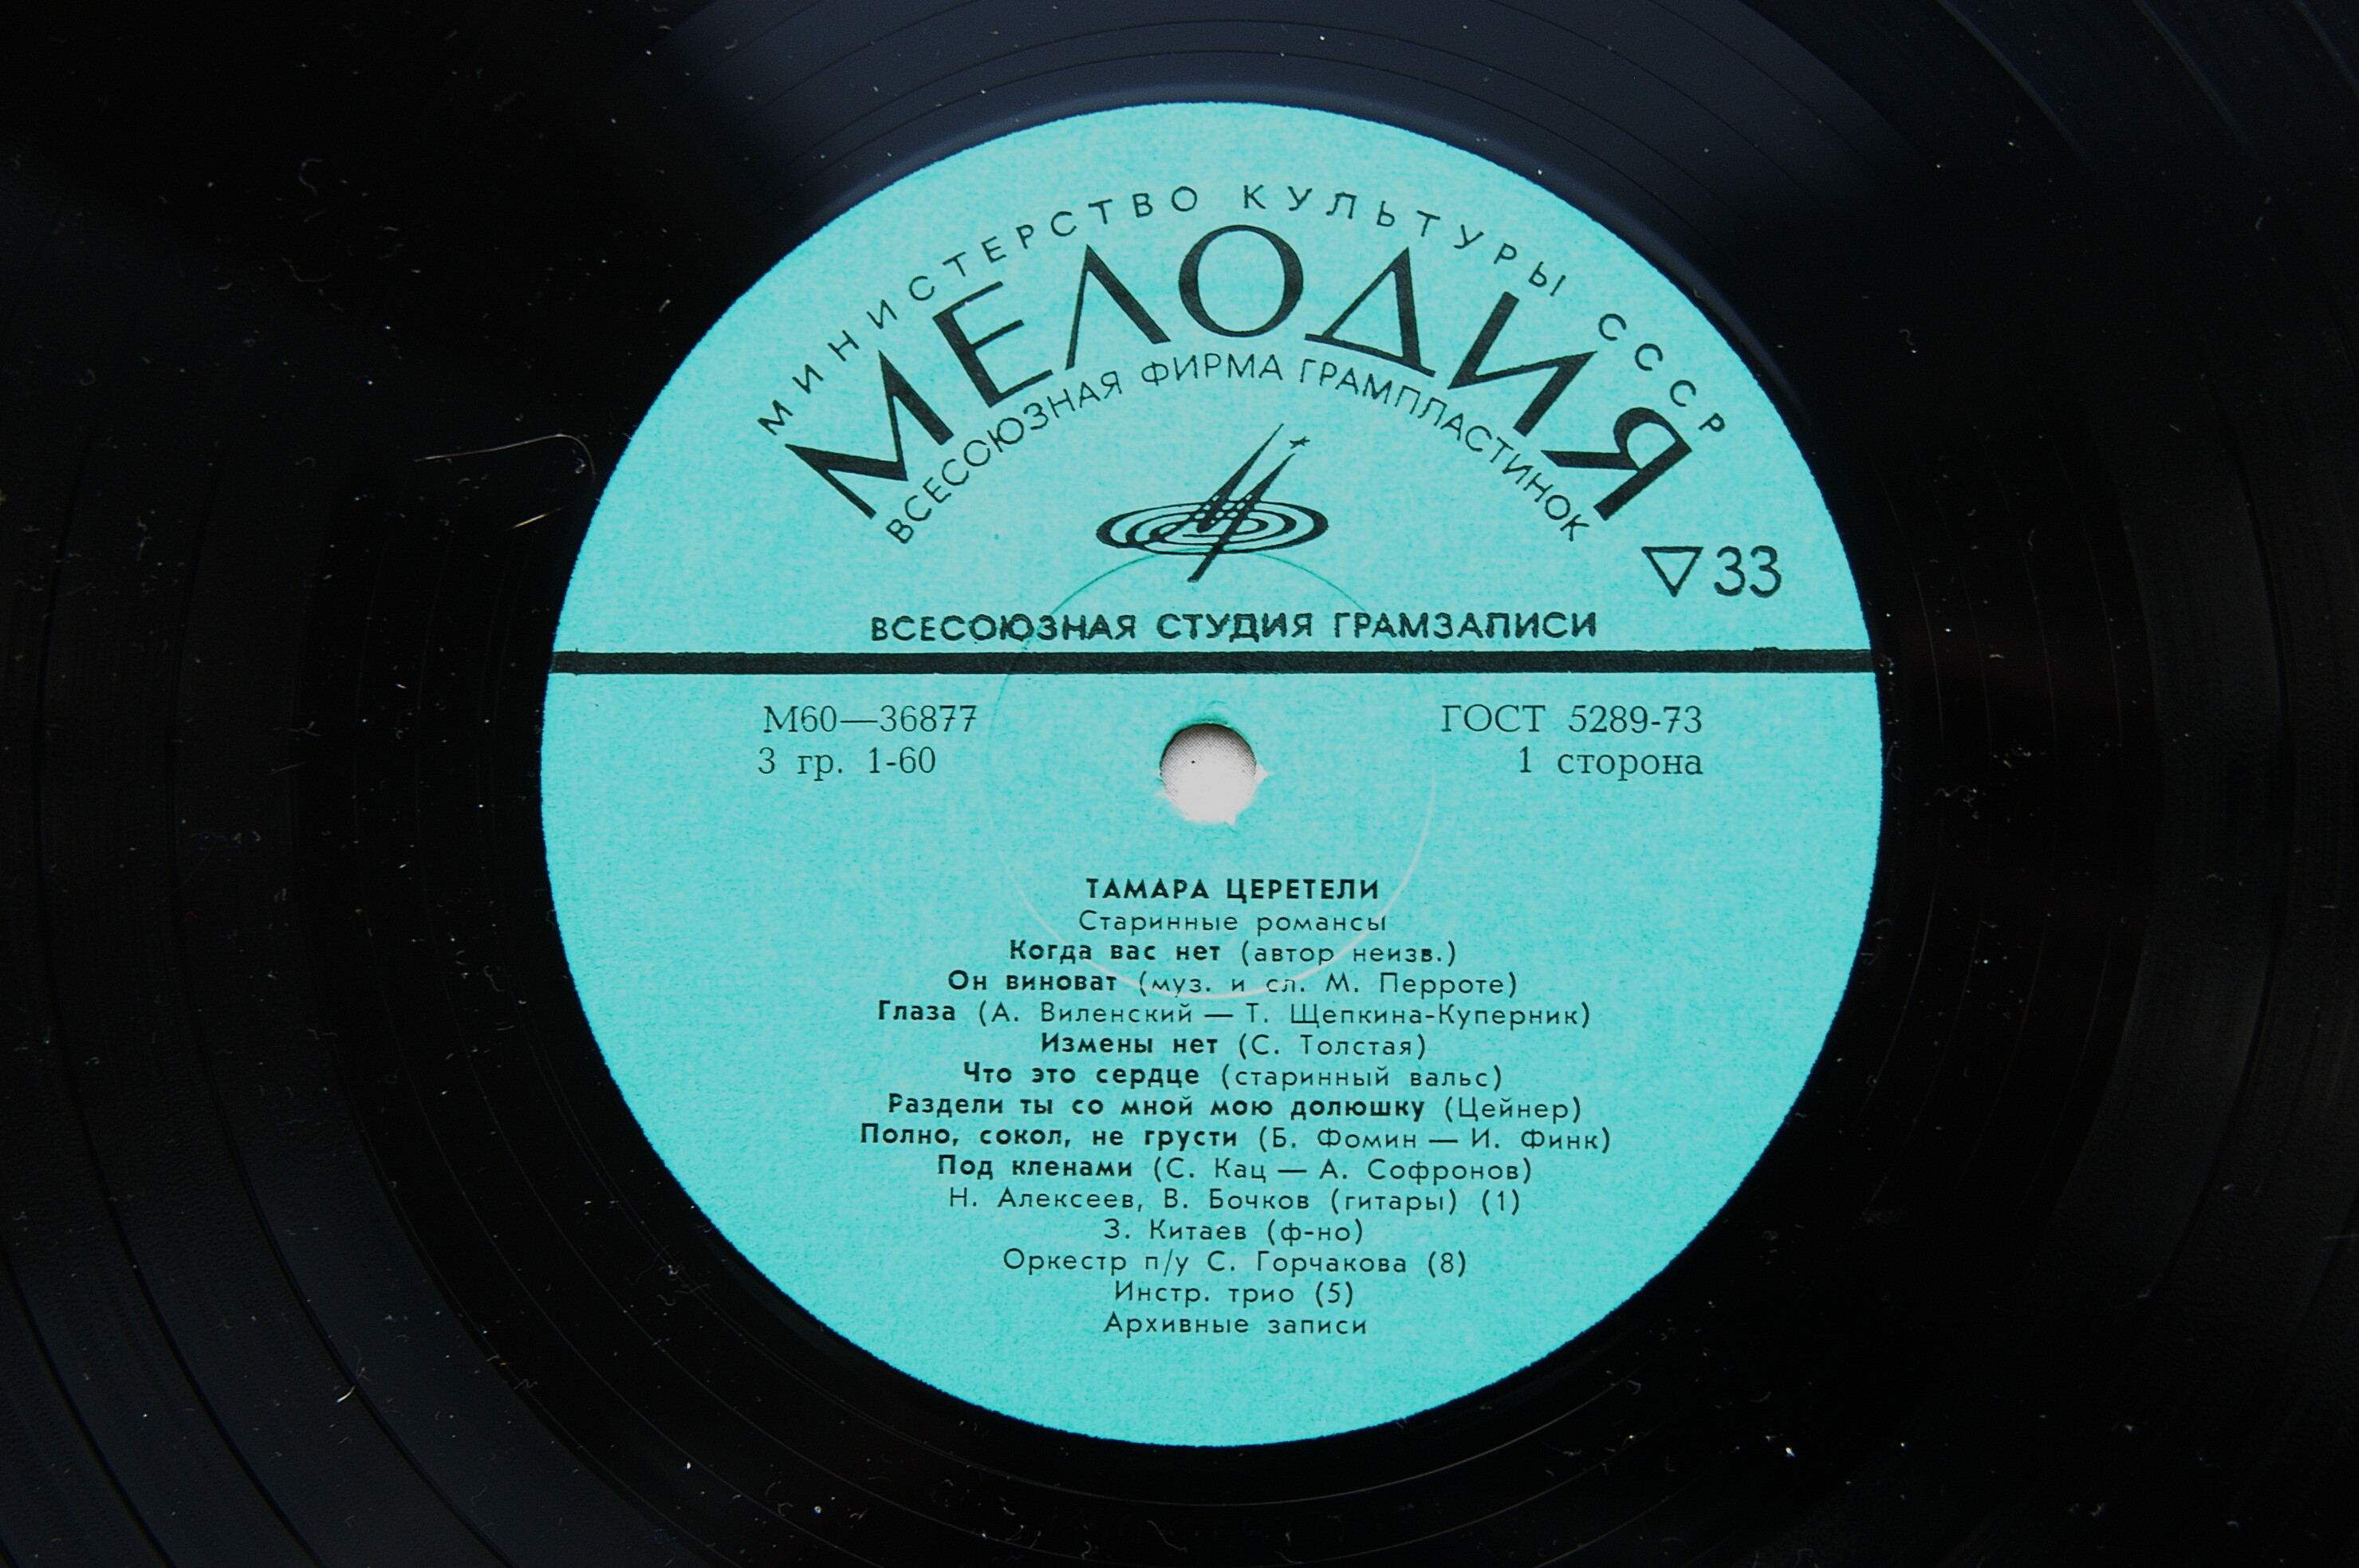 МИНИСТЕРСТВО КУЛЬТУРЫ СССР
МЕЛОДИЯ
ВСЕСОЮЗНАЯ ФИРМА ГРАМПЛАСТИНОК
33
ВСЕСОЮЗНАЯ СТУДИЯ ГРАМЗАПИСИ
М60—36877
ГОСТ 5289-73
3 гр. 1-60
1 сторона
ТАМАРА ЦЕРЕТЕЛИ
Старинные романсы
Когда вас нет (автор неизв.)
Он виноват (муз. и сл. М. Перроте)
Глаза (А. Виленский — Т. Щепкина-Куперник)
Измены нет (С. Толстая)
Что это сердце (старинный вальс)
Раздели ты со мной мою долюшку (Цейнер)
Полно, сокол, не грусти (Б. Фомин — И. Финк)
Под кленами (С. Кац — А. Софронов)
Н. Алексеев, В. Бочков (гитары) (1)
З. Китаев (ф-но)
Оркестр п/у С. Горчакова (8)
Инстр. трио (5)
Архивные записи